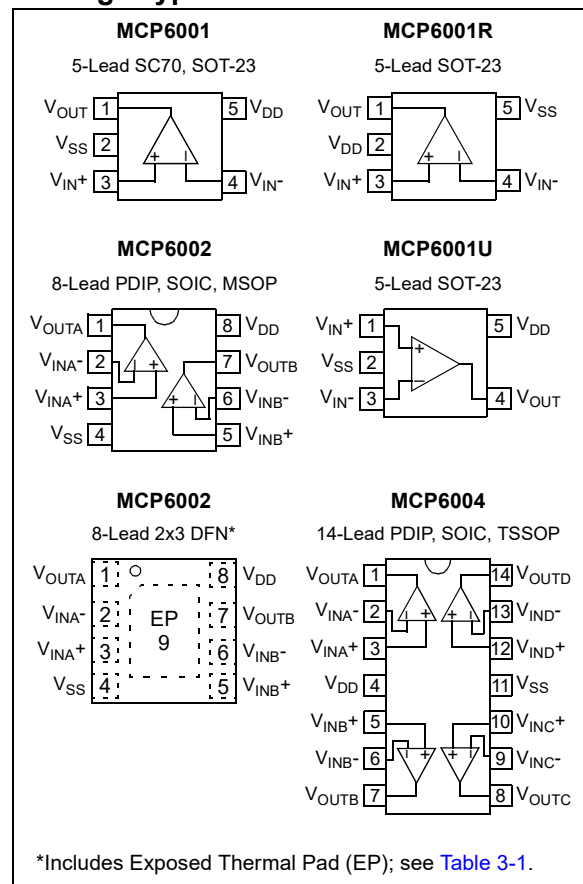 MCP6001
5-Lead SC70, SOT-23
VOUT 1
5 VDD
VSS 2
VIN+ 3
4 VIN-
+ –
MCP6001R
5-Lead SOT-23
VOUT 1
5 VSS
VDD 2
VIN+ 3
4 VIN-
+ –
MCP6002
8-Lead PDIP, SOIC, MSOP
VOUTA 1
8 VDD
VINA- 2
7 VOUTB
VINA+ 3
6 VINB-
VSS 4
5 VINB+
– +
+ –
MCP6001U
5-Lead SOT-23
VIN+ 1
5 VDD
VSS 2
VIN- 3
4 VOUT
+
–
MCP6002
8-Lead 2x3 DFN*
VOUTA 1
8 VDD
VINA- 2
7 VOUTB
VINA+ 3
6 VINB-
VSS 4
5 VINB+
EP
9
MCP6004
14-Lead PDIP, SOIC, TSSOP
VOUTA 1
14 VOUTD
VINA- 2
13 VIND-
VINA+ 3
12 VIND+
VDD 4
11 VSS
VINB+ 5
10 VINC+
VINB- 6
9 VINC-
VOUTB 7
8 VOUTC
– + + –
– + + –
*Includes Exposed Thermal Pad (EP); see Table 3-1.